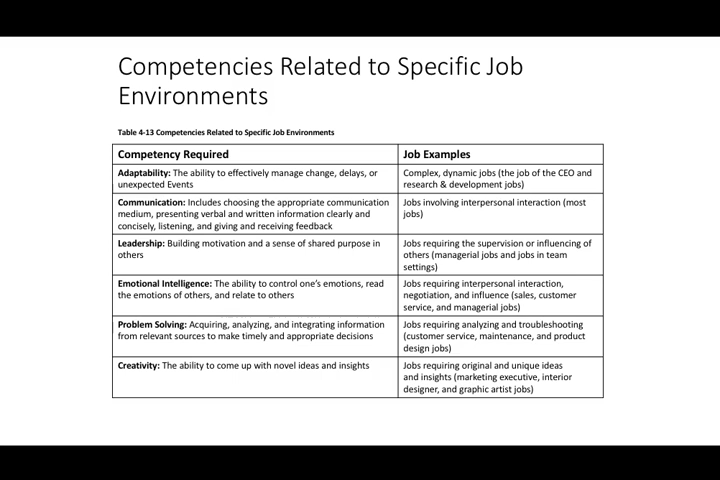 Competencies Related to Specific Job
Environments
Table 4-13 Competencies Related to Specific Job Environments
Competency Required
Job Examples
Adaptability: The ability to effectively manage change, delays, or
unexpected Events
Complex, dynamic jobs (the job of the CEO and
research & development jobs)
Communication: Includes choosing the appropriate communication
medium, presenting verbal and written information clearly and
concisely, listening, and giving and receiving feedback
Jobs involving interpersonal interaction (most
jobs)
Leadership: Building motivation and a sense of shared purpose in
others
Jobs requiring the supervision or influencing of
others (managerial jobs and jobs in team
settings)
Emotional Intelligence: The ability to control one's emotions, read
the emotions of others, and relate to others
Jobs requiring interpersonal interaction,
negotiation, and influence (sales, customer
service, and managerial jobs)
Problem Solving: Acquiring, analyzing, and integrating information
from relevant sources to make timely and appropriate decisions
Jobs requiring analyzing and troubleshooting
(customer service, maintenance, and product
design jobs)
Creativity: The ability to come up with novel ideas and insights
Jobs requiring original and unique ideas
and insights (marketing executive, interior
designer, and graphic artist jobs)